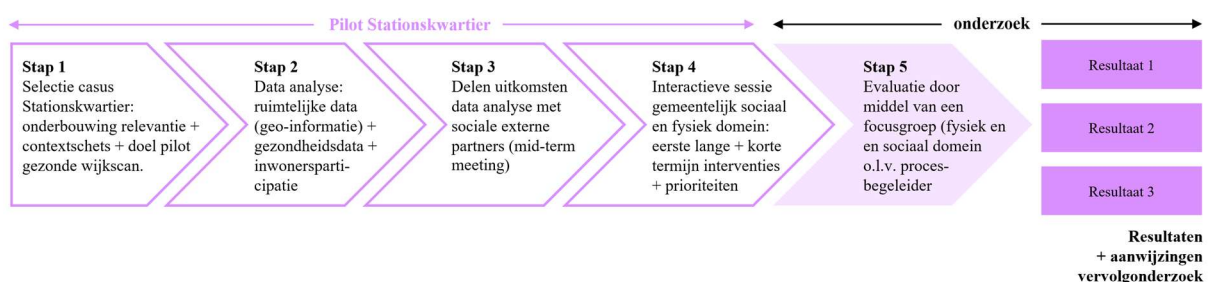 Pilot Stationskwartier
onderzoek
Stap 1
Selectie casus
Stationskwartier:
onderbouwing relevantie +
contextschets + doel pilot
gezonde wijkscan.
Stap 2
Data analyse:
ruimtelijke data
(geo-informatie) +
gezondheidsdata +
inwonersparti-
cipatie
Stap 3
Delen uitkomsten
data analyse met
sociale externe
partners (mid-term
meeting)
Stap 4
Interactieve sessie
gemeentelijk sociaal
en fysiek domein:
eerste lange + korte
termijn interventies
+ prioriteiten
Stap 5
Evaluatie door
middel van een
focusgroep (fysiek en
en sociaal domein
o.l.v. proces-
begeleider
Resultaat 1
Resultaat 2
Resultaat 3
Resultaten
+ aanwijzingen
vervolgonderzoek